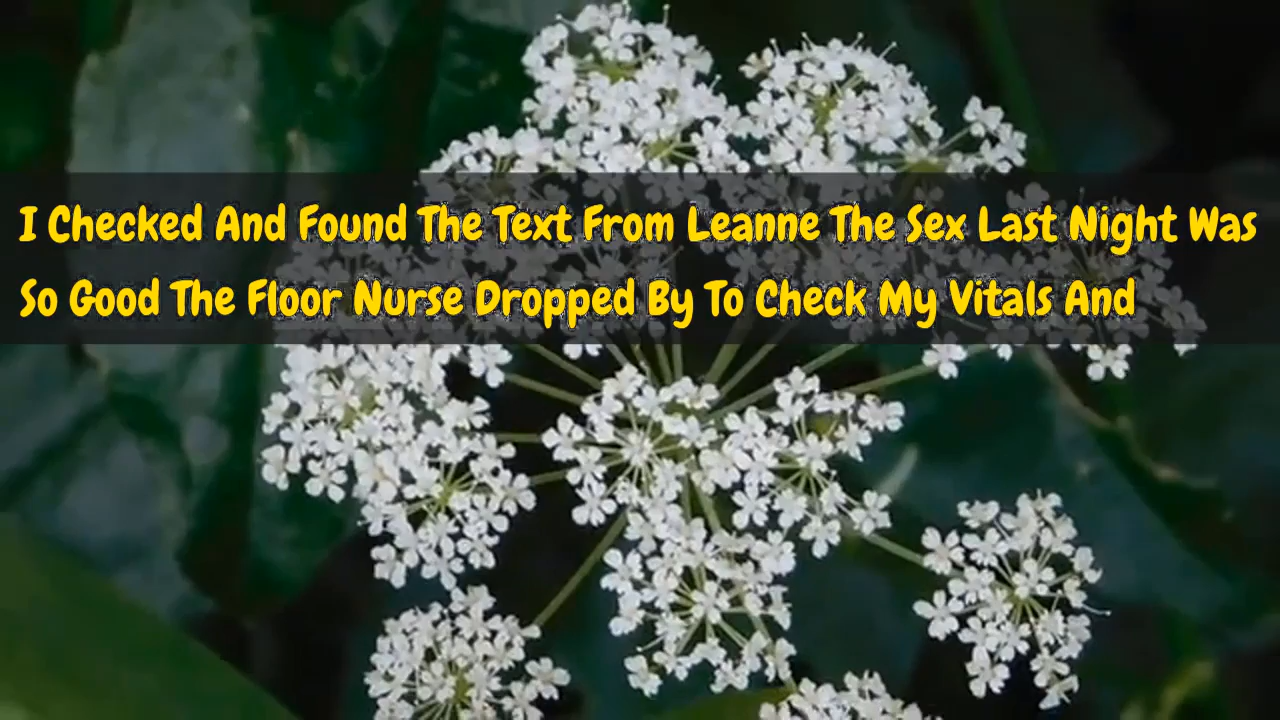 I Checked And Found The Text From Leanne The Sex Last Night Was
So Good The Floor Nurse Dropped By To Check My Vitals And